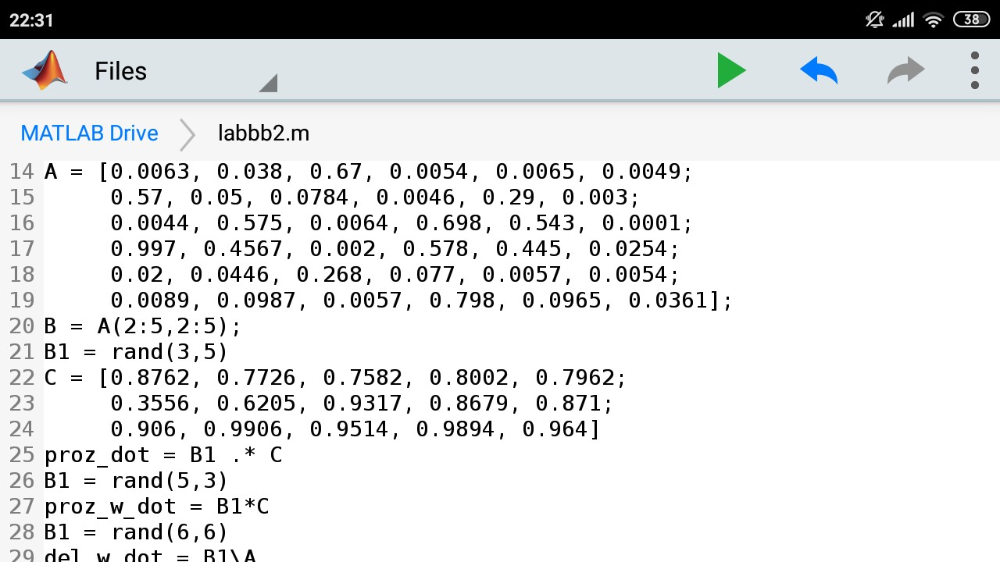 22:31
38
Files
MATLAB Drive
labbb2.m
14 A = [0.0063, 0.038, 0.67, 0.0054, 0.0065, 0.0049;
15 0.57, 0.05, 0.0784, 0.0046, 0.29, 0.003;
16 0.0044, 0.575, 0.0064, 0.698, 0.543, 0.0001;
17 0.997, 0.4567, 0.002, 0.578, 0.445, 0.0254;
18 0.02, 0.0446, 0.268, 0.077, 0.0057, 0.0054;
19 0.0089, 0.0987, 0.0057, 0.798, 0.0965, 0.0361];
20 B = A(2:5,2:5);
21 B1 = rand(3,5)
22 C = [0.8762, 0.7726, 0.7582, 0.8002, 0.7962;
23 0.3556, 0.6205, 0.9317, 0.8679, 0.871;
24 0.906, 0.9906, 0.9514, 0.9894, 0.964]
25 proz_dot = B1 .* C
26 B1 = rand(5,3)
27 proz_w_dot = B1*C
28 B1 = rand(6,6)
29 del_w_dot = B1\A